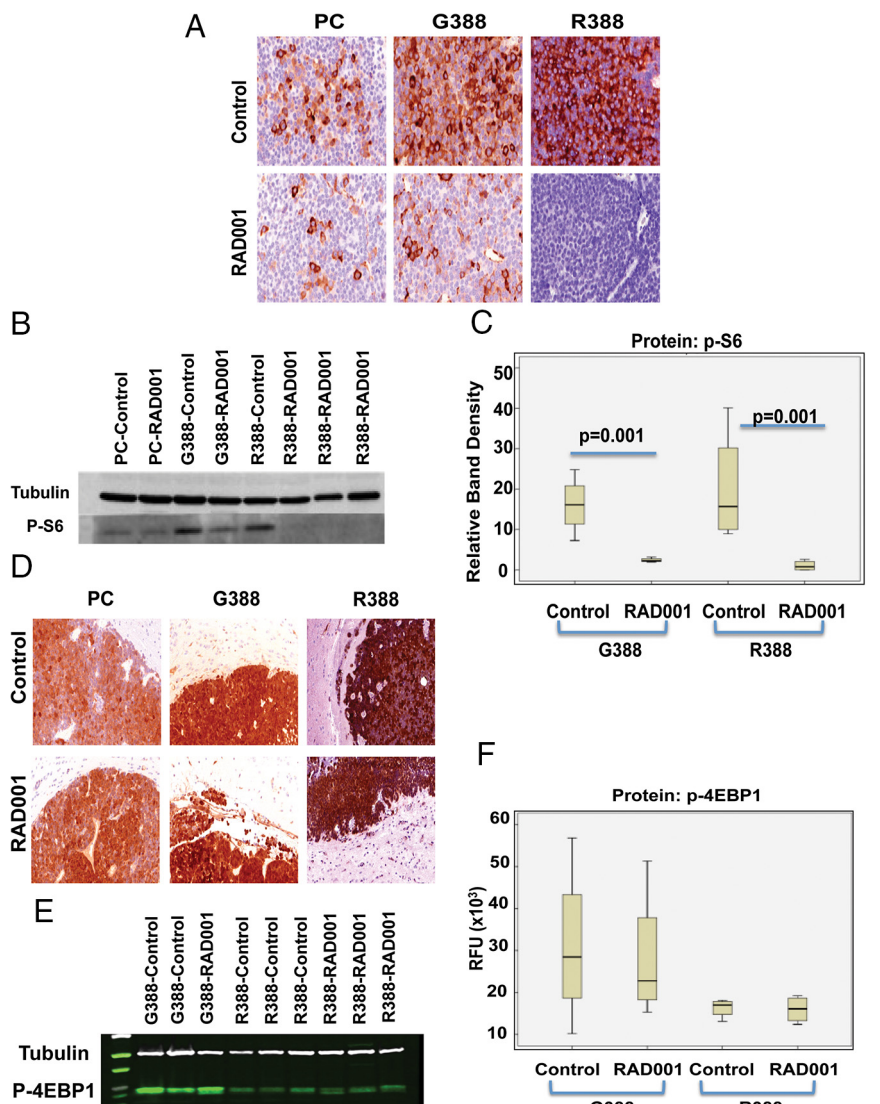 A
PC G388 R388
Control
RAD001
B
PC-Control
PC-RAD001
G388-Control
G388-RAD001
R388-Control
R388-RAD001
R388-RAD001
R388-RAD001
Tubulin
P-S6
C
Protein: p-S6
Relative Band Density
50
40
30
20
10
0
p=0.001
p=0.001
Control RAD001 Control RAD001
G388 R388
D
PC G388 R388
Control
RAD001
E
G388-Control
G388-Control
G388-RAD001
R388-Control
R388-Control
R388-Control
R388-RAD001
R388-RAD001
R388-RAD001
Tubulin
P-4EBP1
F
Protein: p-4EBP1
RFU (x10³)
60
50
40
30
20
10
Control RAD001 Control RAD001